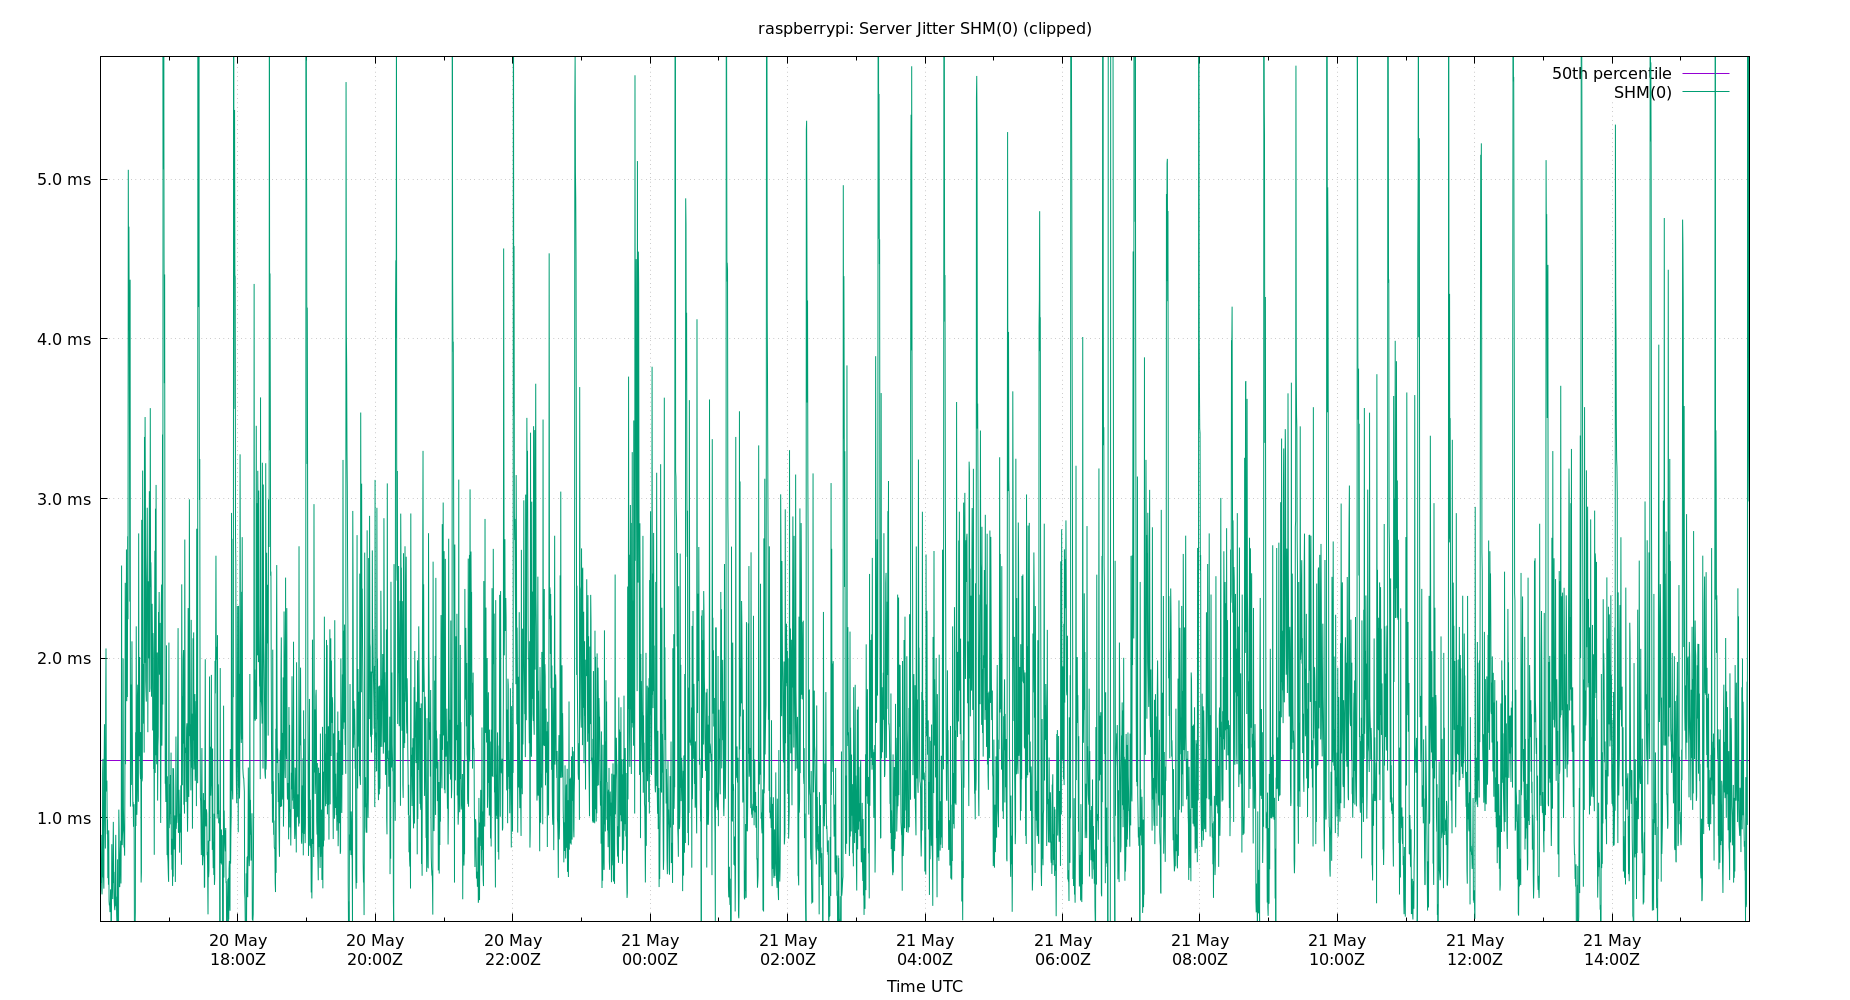 raspberrypi: Server Jitter SHM(0) (clipped)
50th percentile
SHM(0)
5.0 ms
4.0 ms
3.0 ms
2.0 ms
1.0 ms
20 May 20 May 20 May 21 May 21 May 21 May 21 May 21 May 21 May 21 May 21 May
18:00Z 20:00Z 22:00Z 00:00Z 02:00Z 04:00Z 06:00Z 08:00Z 10:00Z 12:00Z 14:00Z
Time UTC